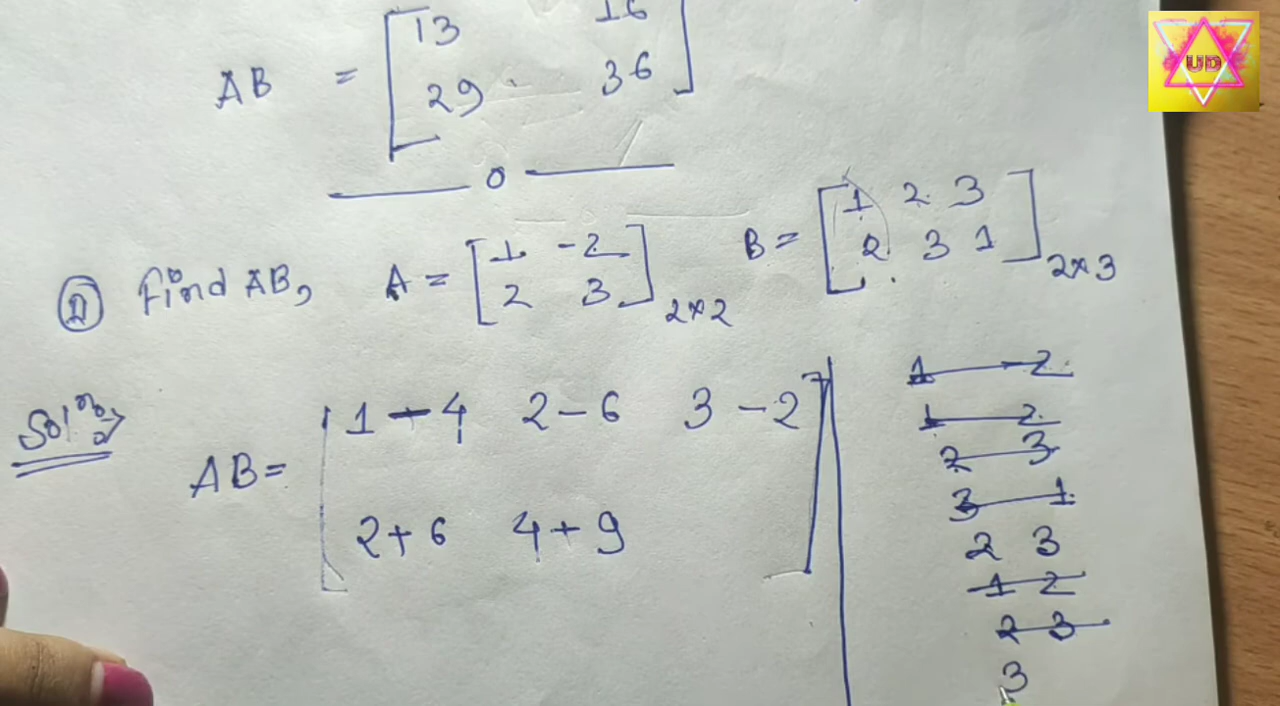 UD
AB = [ 13 16
29 36 ]
0
② Find AB, A = [ 1 -2
2 3 ] 2×2 B = [ 1 2 3
2 3 1 ] 2×3
Sol:
AB = [ 1 - 4 2 - 6 3 - 2
2 + 6 4 + 9 ]
1 -2
1 2
2 3
3 1
2 3
1 2
2 3
3